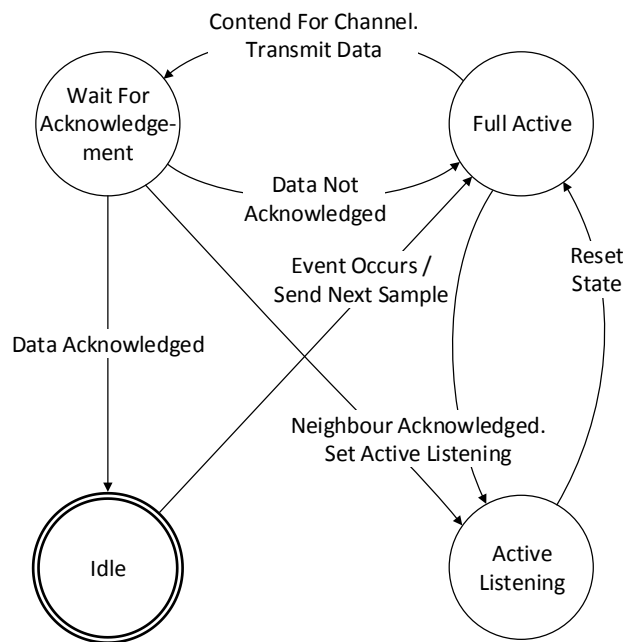 Contend For Channel.
Transmit Data
Wait For
Acknowledge-
ment
Full Active
Data Not
Acknowledged
Event Occurs /
Send Next Sample
Reset
State
Data Acknowledged
Neighbour Acknowledged.
Set Active Listening
Idle
Active
Listening